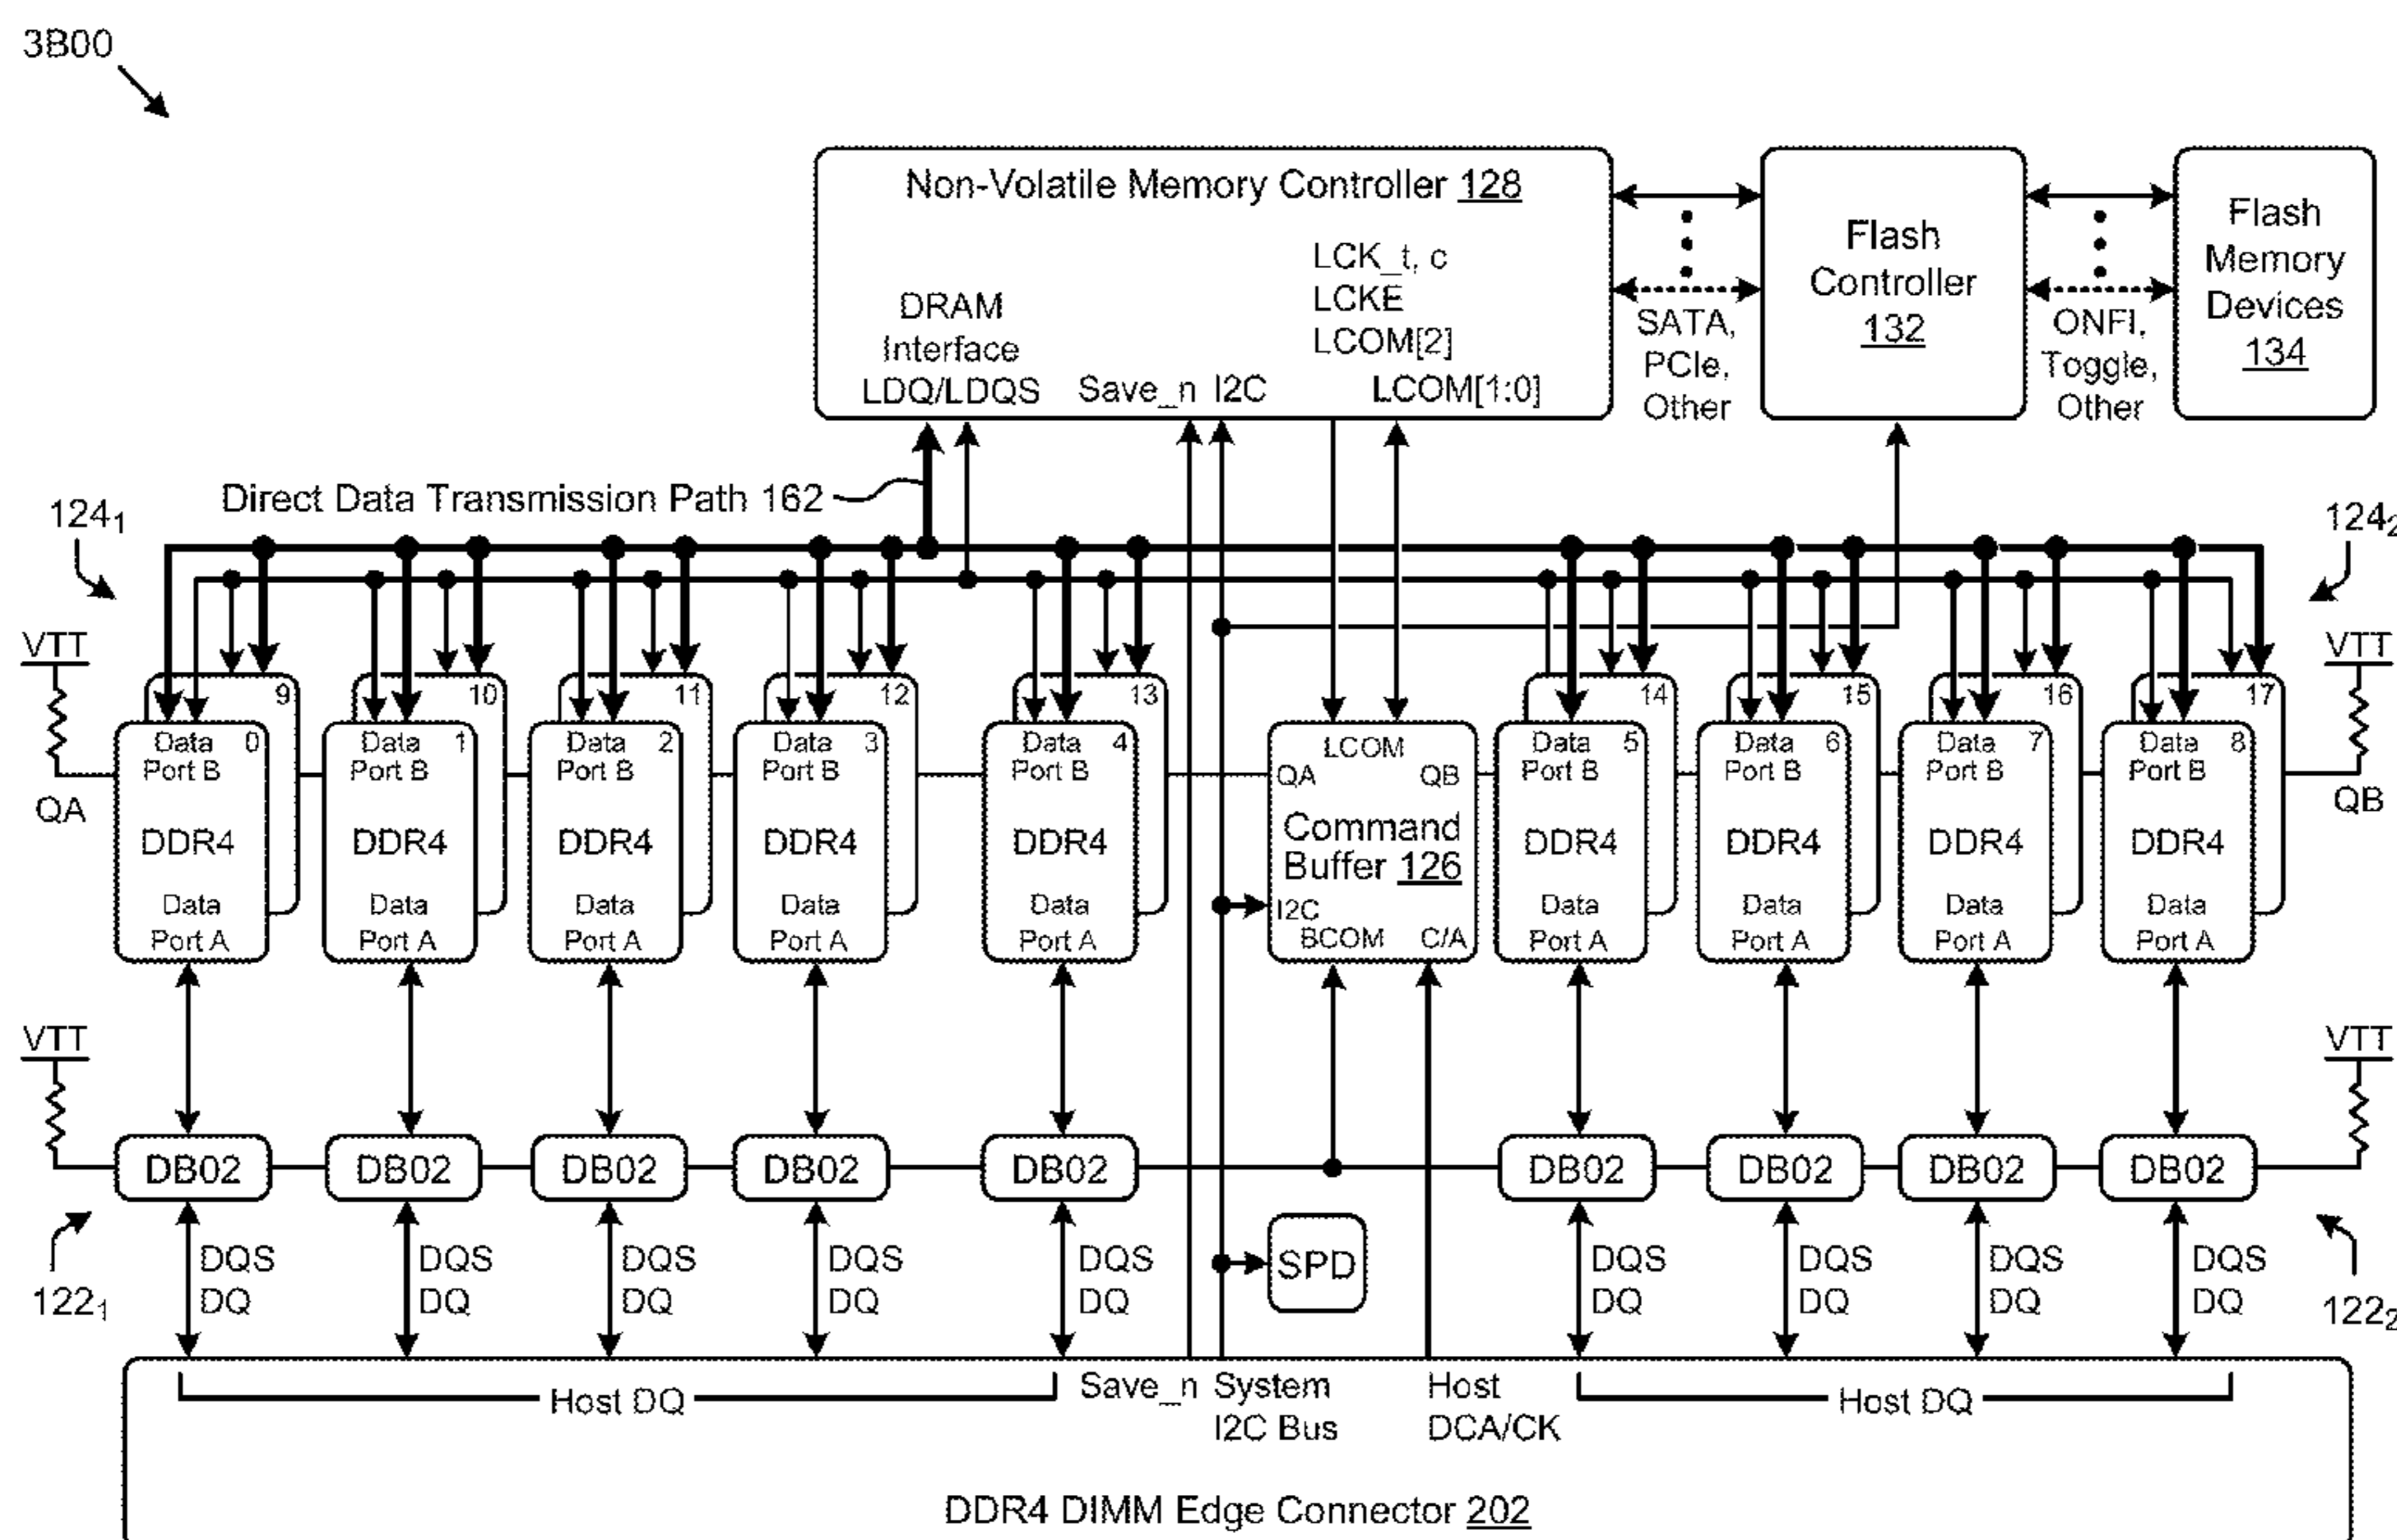 3B00
Non-Volatile Memory Controller 128
LCK_t, c
LCKE
LCOM[2]
LCOM[1:0]
DRAM
Interface
LDQ/LDQS
Save_n
I2C
SATA,
PCIe,
Other
Flash
Controller
132
ONFI,
Toggle,
Other
Flash
Memory
Devices
134
Direct Data Transmission Path 162
124₁
124₂
VTT
VTT
9
10
11
12
13
14
15
16
17
Data 0
Port B
DDR4
Data
Port A
Data 1
Port B
DDR4
Data
Port A
Data 2
Port B
DDR4
Data
Port A
Data 3
Port B
DDR4
Data
Port A
Data 4
Port B
DDR4
Data
Port A
LCOM
QA QB
Command
Buffer 126
I2C
BCOM C/A
Data 5
Port B
DDR4
Data
Port A
Data 6
Port B
DDR4
Data
Port A
Data 7
Port B
DDR4
Data
Port A
Data 8
Port B
DDR4
Data
Port A
QA
QB
VTT
VTT
DB02
DB02
DB02
DB02
DB02
DB02
DB02
DB02
DB02
122₁
122₂
DQS
DQ
DQS
DQ
DQS
DQ
DQS
DQ
DQS
DQ
SPD
DQS
DQ
DQS
DQ
DQS
DQ
DQS
DQ
Host DQ
Save_n
System
I2C Bus
Host
DCA/CK
Host DQ
DDR4 DIMM Edge Connector 202